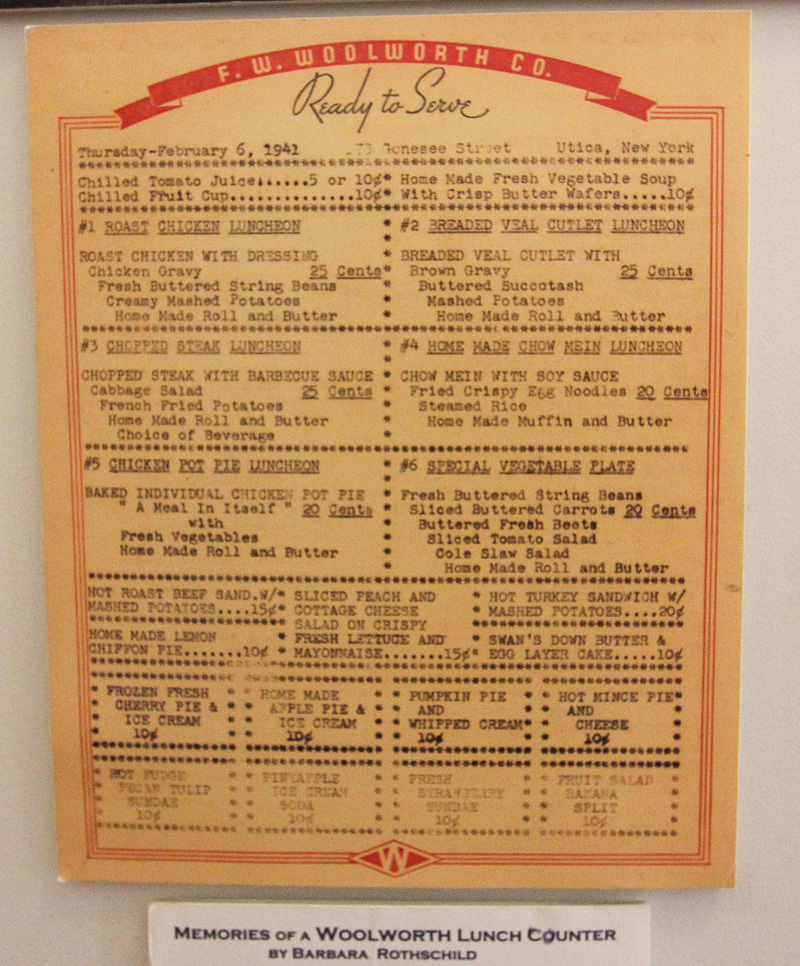 F. W. WOOLWORTH CO.
Ready to Serve
Thursday-February 6, 1941 Genesee Street Utica, New York
Chilled Tomato Juice......5 or 10¢* Home Made Fresh Vegetable Soup
Chilled Fruit Cup..............10¢* With Crisp Butter Wafers.....10¢
#1 ROAST CHICKEN LUNCHEON
ROAST CHICKEN WITH DRESSING
Chicken Gravy 25 Cents*
Fresh Buttered String Beans
Creamy Mashed Potatoes
Home Made Roll and Butter
#2 BREADED VEAL CUTLET LUNCHEON
BREADED VEAL CUTLET WITH
Brown Gravy 25 Cents
Buttered Succotash
Mashed Potatoes
Home Made Roll and Butter
#3 CHOPPED STEAK LUNCHEON
CHOPPED STEAK WITH BARBECUE SAUCE
Cabbage Salad 25 Cents
French Fried Potatoes
Home Made Roll and Butter
Choice of Beverage
#4 HOME MADE CHOW MEIN LUNCHEON
CHOW MEIN WITH SOY SAUCE
Fried Crispy Egg Noodles 20 Cents
Steamed Rice
Home Made Muffin and Butter
#5 CHICKEN POT PIE LUNCHEON
BAKED INDIVIDUAL CHICKEN POT PIE
" A Meal In Itself " 20 Cents
with
Fresh Vegetables
Home Made Roll and Butter
#6 SPECIAL VEGETABLE PLATE
Fresh Buttered String Beans
Sliced Buttered Carrots 20 Cents
Buttered Fresh Beets
Sliced Tomato Salad
Cole Slaw Salad
Home Made Roll and Butter
HOT ROAST BEEF SAND.W/
MASHED POTATOES....15¢
HOME MADE LEMON
CHIFFON PIE.......10¢
SLICED PEACH AND
COTTAGE CHEESE
SALAD ON CRISPY
FRESH LETTUCE AND
MAYONNAISE.......15¢
HOT TURKEY SANDWICH W/
MASHED POTATOES....20¢
SWAN'S DOWN BUTTER &
EGG LAYER CAKE.....10¢
FROZEN FRESH
CHERRY PIE &
ICE CREAM
10¢
HOME MADE
APPLE PIE &
ICE CREAM
10¢
PUMPKIN PIE
AND
WHIPPED CREAM
10¢
HOT MINCE PIE
AND
CHEESE
10¢
HOT FUDGE
PECAN TULIP
SUNDAE
10¢
PINEAPPLE
ICE CREAM
SODA
10¢
FRESH
STRAWBERRY
SUNDAE
10¢
FRUIT SALAD
BANANA
SPLIT
10¢
W
MEMORIES OF A WOOLWORTH LUNCH COUNTER
BY BARBARA ROTHSCHILD